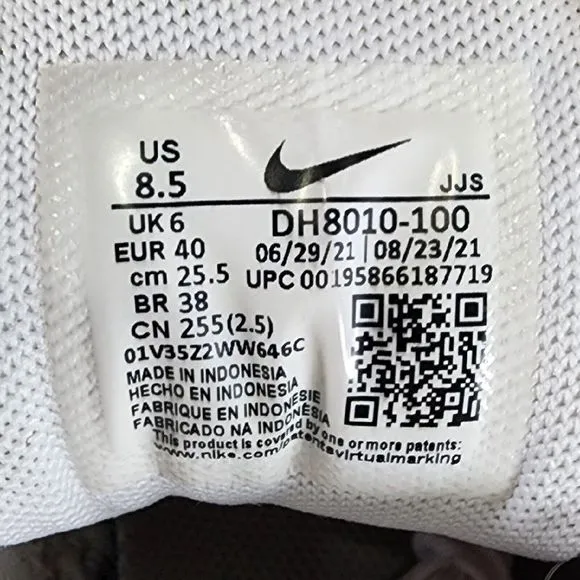 US
8.5
JJS
UK 6
DH8010-100
EUR 40
06/29/21 | 08/23/21
cm 25.5
UPC 00195866187719
BR 38
CN 255(2.5)
01V35Z2WW646C
MADE IN INDONESIA
HECHO EN INDONESIA
FABRIQUE EN INDONESIE
FABRICADO NA INDONÉSIA
This product is covered by one or more patents:
www.nike.com/patentsvirtualmarking